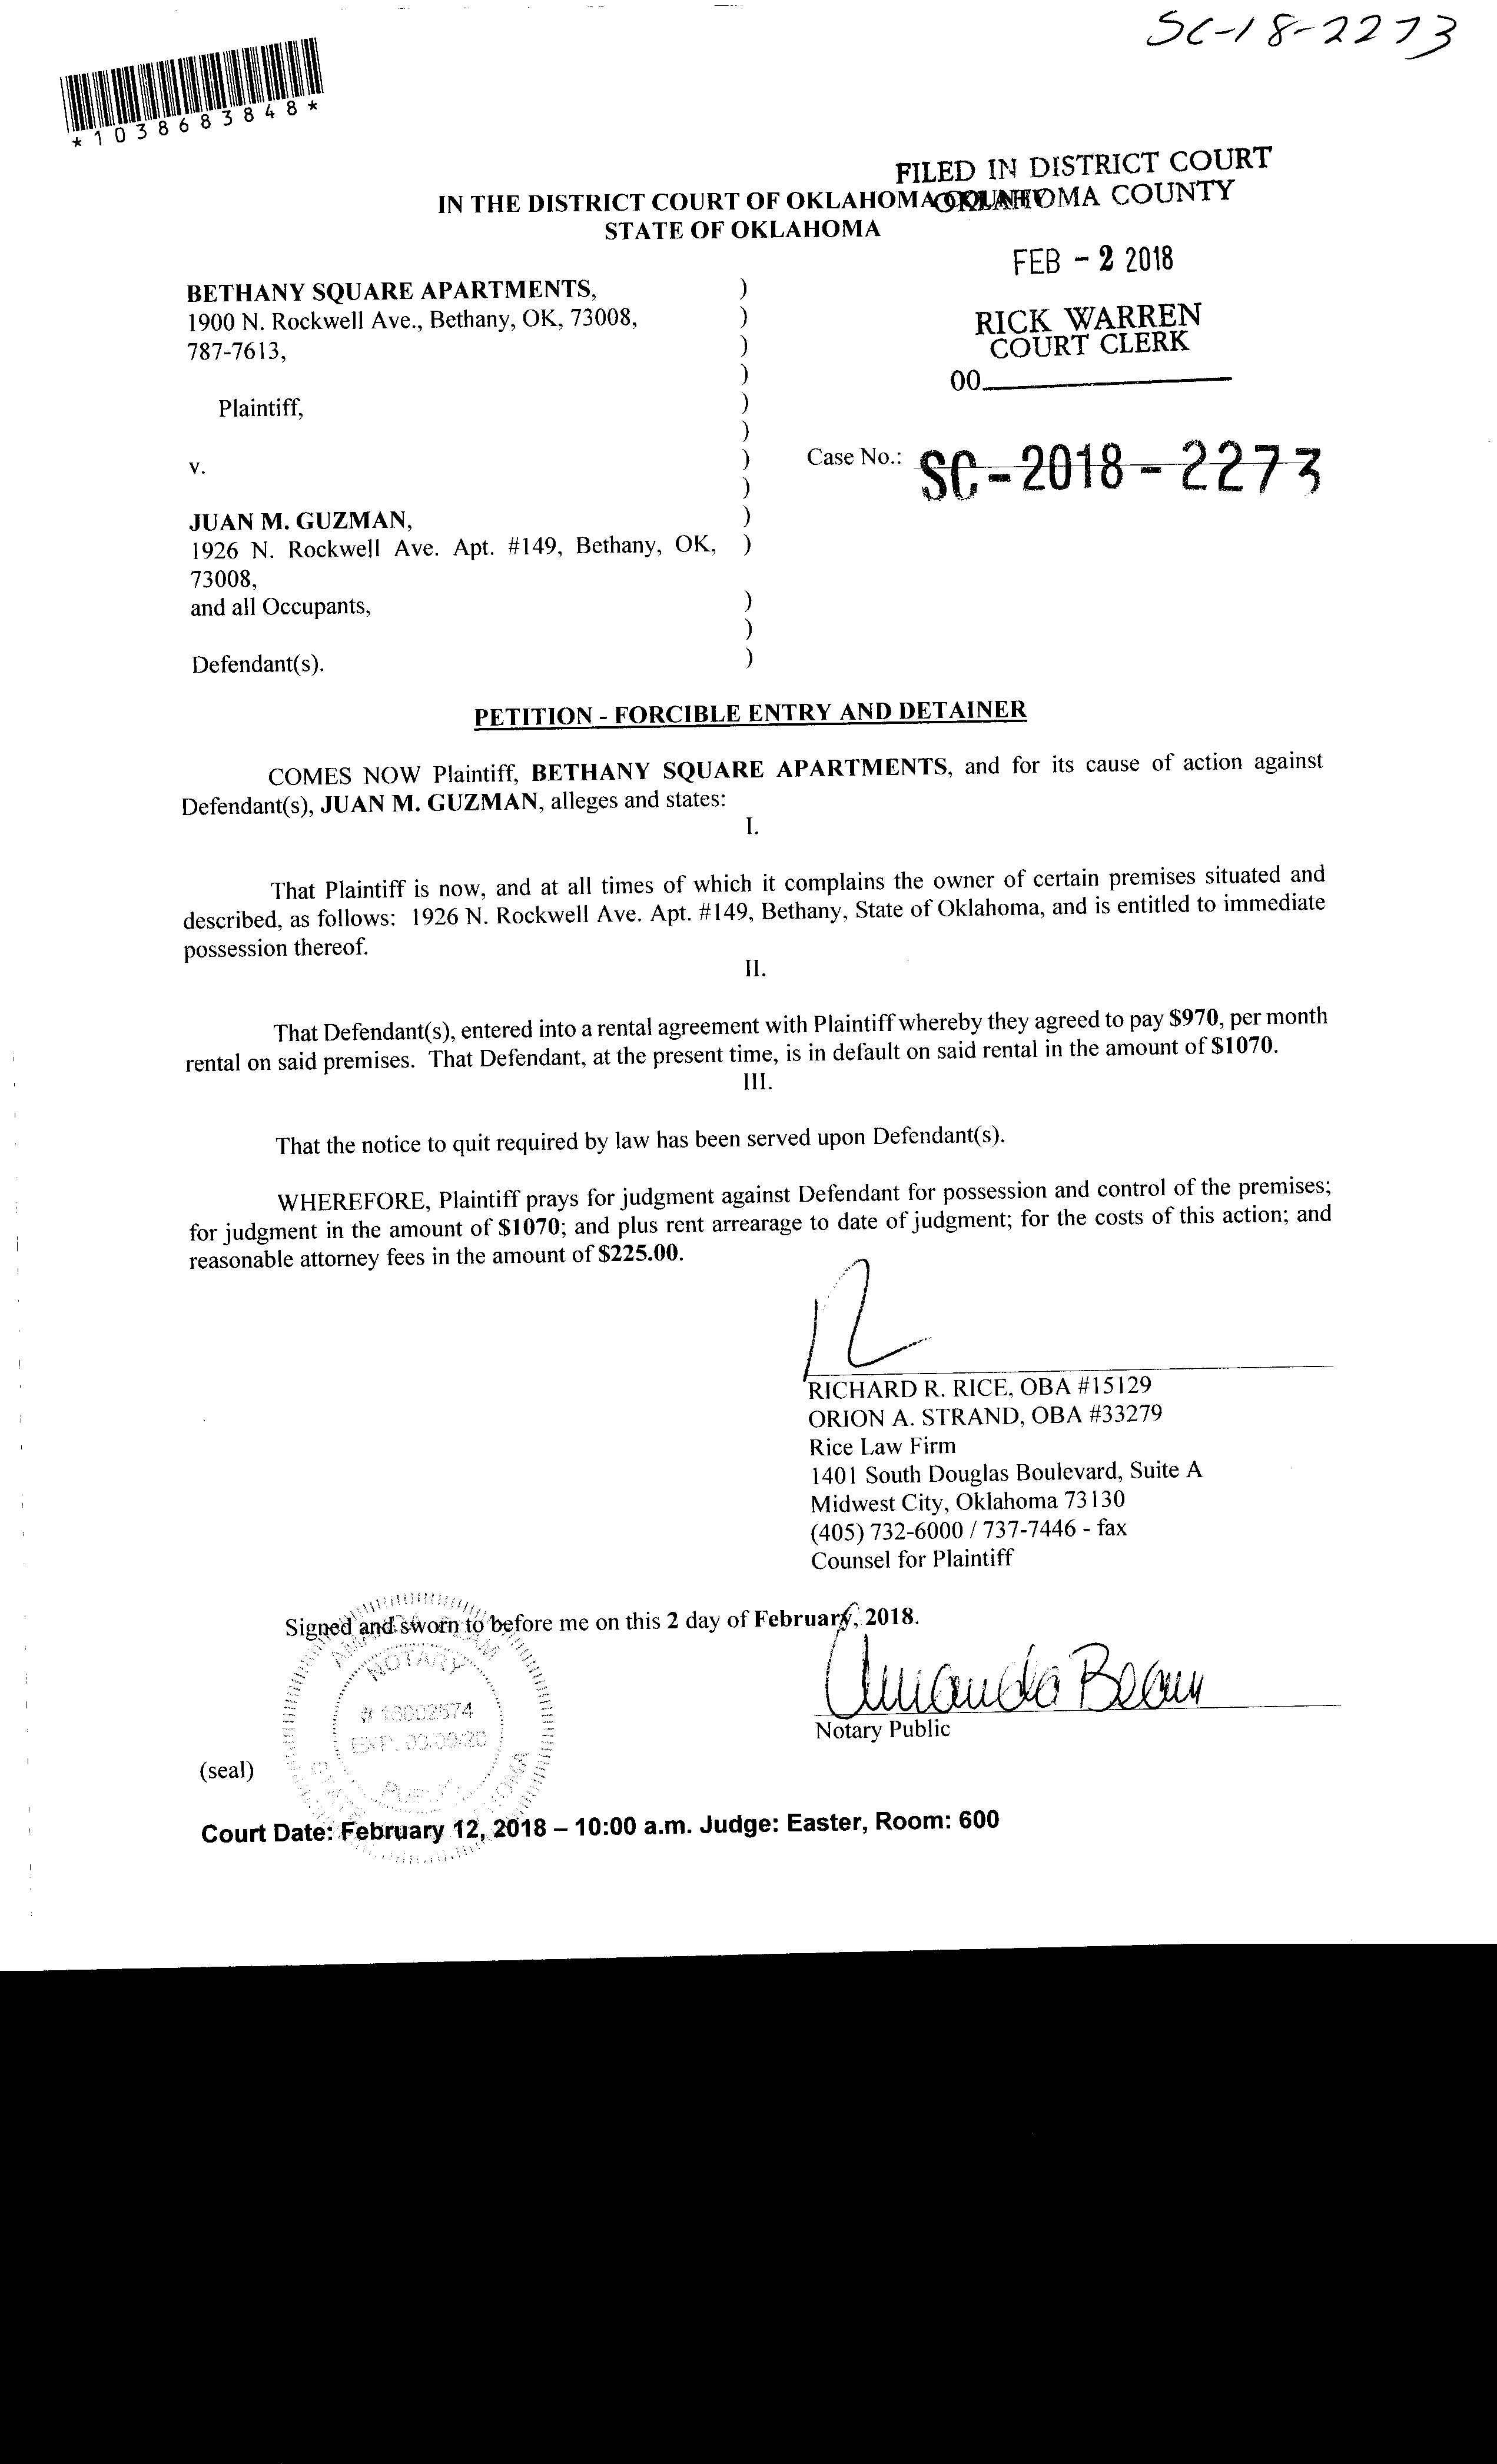 SC-18-2273
*1038683848*
FILED IN DISTRICT COURT
OKLAHOMA COUNTY
IN THE DISTRICT COURT OF OKLAHOMA COUNTY
STATE OF OKLAHOMA
FEB - 2 2018
RICK WARREN
COURT CLERK
00
BETHANY SQUARE APARTMENTS, )
1900 N. Rockwell Ave., Bethany, OK, 73008, )
787-7613, )
)
Plaintiff, )
)
v. ) Case No.: SC-2018-2273
)
JUAN M. GUZMAN, )
1926 N. Rockwell Ave. Apt. #149, Bethany, OK, )
73008,
and all Occupants, )
)
Defendant(s). )
PETITION - FORCIBLE ENTRY AND DETAINER
COMES NOW Plaintiff, BETHANY SQUARE APARTMENTS, and for its cause of action against
Defendant(s), JUAN M. GUZMAN, alleges and states:
I.
That Plaintiff is now, and at all times of which it complains the owner of certain premises situated and
described, as follows: 1926 N. Rockwell Ave. Apt. #149, Bethany, State of Oklahoma, and is entitled to immediate
possession thereof.
II.
That Defendant(s), entered into a rental agreement with Plaintiff whereby they agreed to pay $970, per month
rental on said premises. That Defendant, at the present time, is in default on said rental in the amount of $1070.
III.
That the notice to quit required by law has been served upon Defendant(s).
WHEREFORE, Plaintiff prays for judgment against Defendant for possession and control of the premises;
for judgment in the amount of $1070; and plus rent arrearage to date of judgment; for the costs of this action; and
reasonable attorney fees in the amount of $225.00.
RICHARD R. RICE, OBA #15129
ORION A. STRAND, OBA #33279
Rice Law Firm
1401 South Douglas Boulevard, Suite A
Midwest City, Oklahoma 73130
(405) 732-6000 / 737-7446 - fax
Counsel for Plaintiff
Signed and sworn to before me on this 2 day of February, 2018.
NOTARY
Amanda Beam
Notary Public
(seal)
Court Date: February 12, 2018 – 10:00 a.m. Judge: Easter, Room: 600